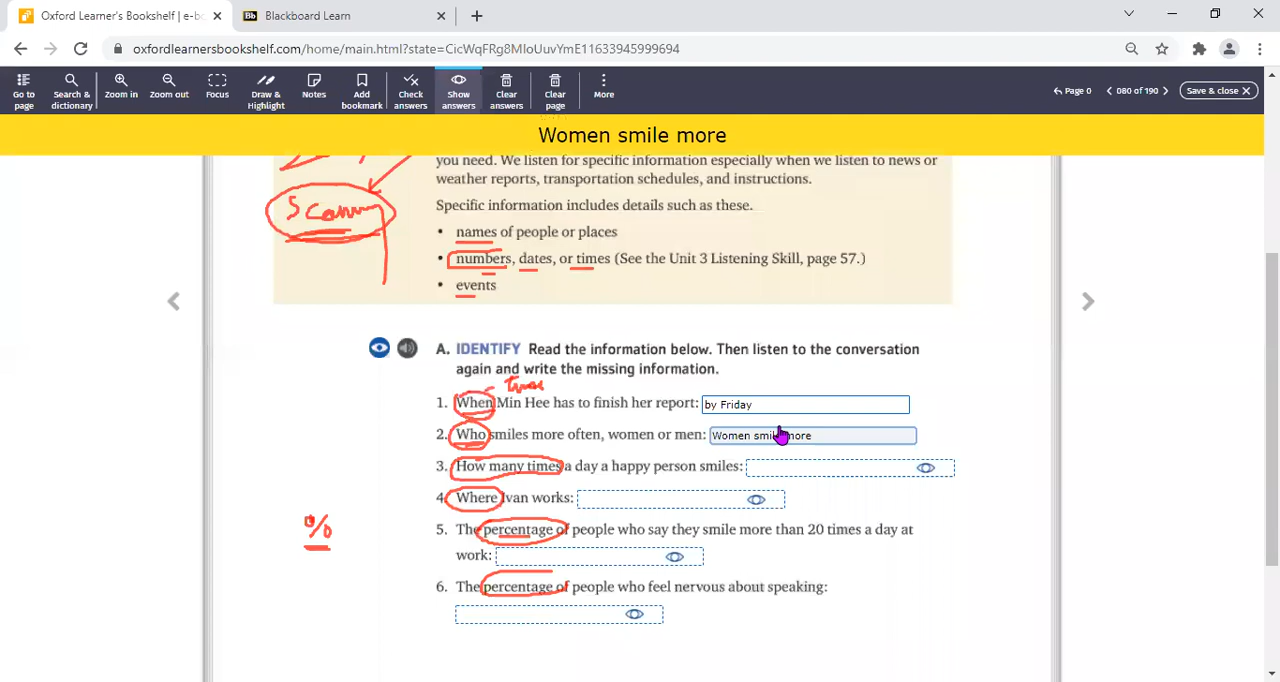 Oxford Learner's Bookshelf | e-bo
Blackboard Learn
oxfordlearnersbookshelf.com/home/main.html?state=CicWqFRg8MIoUuvYmE11633945999694
Go to page
Search & dictionary
Zoom in
Zoom out
Focus
Draw & Highlight
Notes
Add bookmark
Check answers
Show answers
Clear answers
Clear page
More
Page 0
080 of 190
Save & close
Women smile more
you need. We listen for specific information especially when we listen to news or
weather reports, transportation schedules, and instructions.
Specific information includes details such as these.
• names of people or places
• numbers, dates, or times (See the Unit 3 Listening Skill, page 57.)
• events
A. IDENTIFY Read the information below. Then listen to the conversation
again and write the missing information.
time
1. When Min Hee has to finish her report: by Friday
2. Who smiles more often, women or men: Women smile more
3. How many times a day a happy person smiles:
4. Where Ivan works:
5. The percentage of people who say they smile more than 20 times a day at
work:
6. The percentage of people who feel nervous about speaking:
%